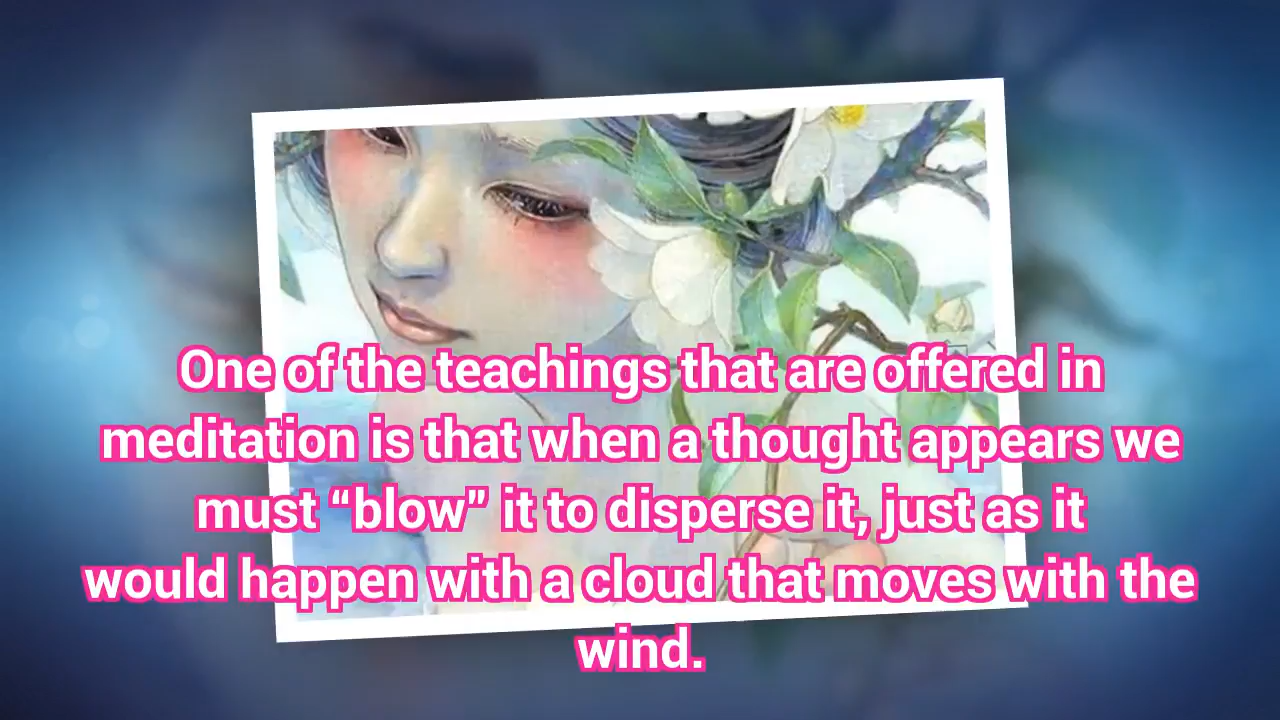 One of the teachings that are offered in
meditation is that when a thought appears we
must “blow” it to disperse it, just as it
would happen with a cloud that moves with the
wind.